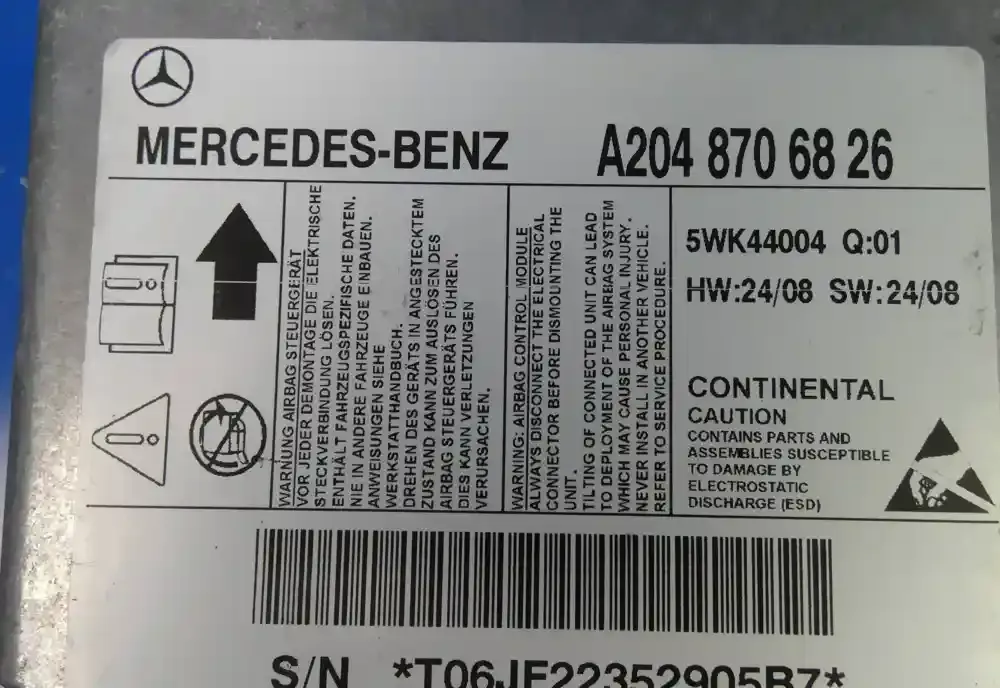 MERCEDES-BENZ A204 870 68 26
WARNUNG AIRBAG STEUERGERÄT
VOR JEDER DEMONTAGE DIE ELEKTRISCHE
STECKVERBINDUNG LÖSEN.
ENTHÄLT FAHRZEUGSPEZIFISCHE DATEN.
NIE IN ANDERE FAHRZEUGE EINBAUEN.
ANWEISUNGEN SIEHE
WERKSTATTHANDBUCH.
DREHEN DES GERÄTS IN ANGESTECKTEM
ZUSTAND KANN ZUM AUSLÖSEN DES
AIRBAG STEUERGERÄTS FÜHREN.
DIES KANN VERLETZUNGEN
VERURSACHEN.
WARNING: AIRBAG CONTROL MODULE
ALWAYS DISCONNECT THE ELECTRICAL
CONNECTOR BEFORE DISMOUNTING THE
UNIT.
TILTING OF CONNECTED UNIT CAN LEAD
TO DEPLOYMENT OF THE AIRBAG SYSTEM
WHICH MAY CAUSE PERSONAL INJURY.
NEVER INSTALL IN ANOTHER VEHICLE.
REFER TO SERVICE PROCEDURE.
5WK44004 Q:01
HW:24/08 SW:24/08
CONTINENTAL
CAUTION
CONTAINS PARTS AND
ASSEMBLIES SUSCEPTIBLE
TO DAMAGE BY
ELECTROSTATIC
DISCHARGE (ESD)
S/N *T06JF22352905B7*